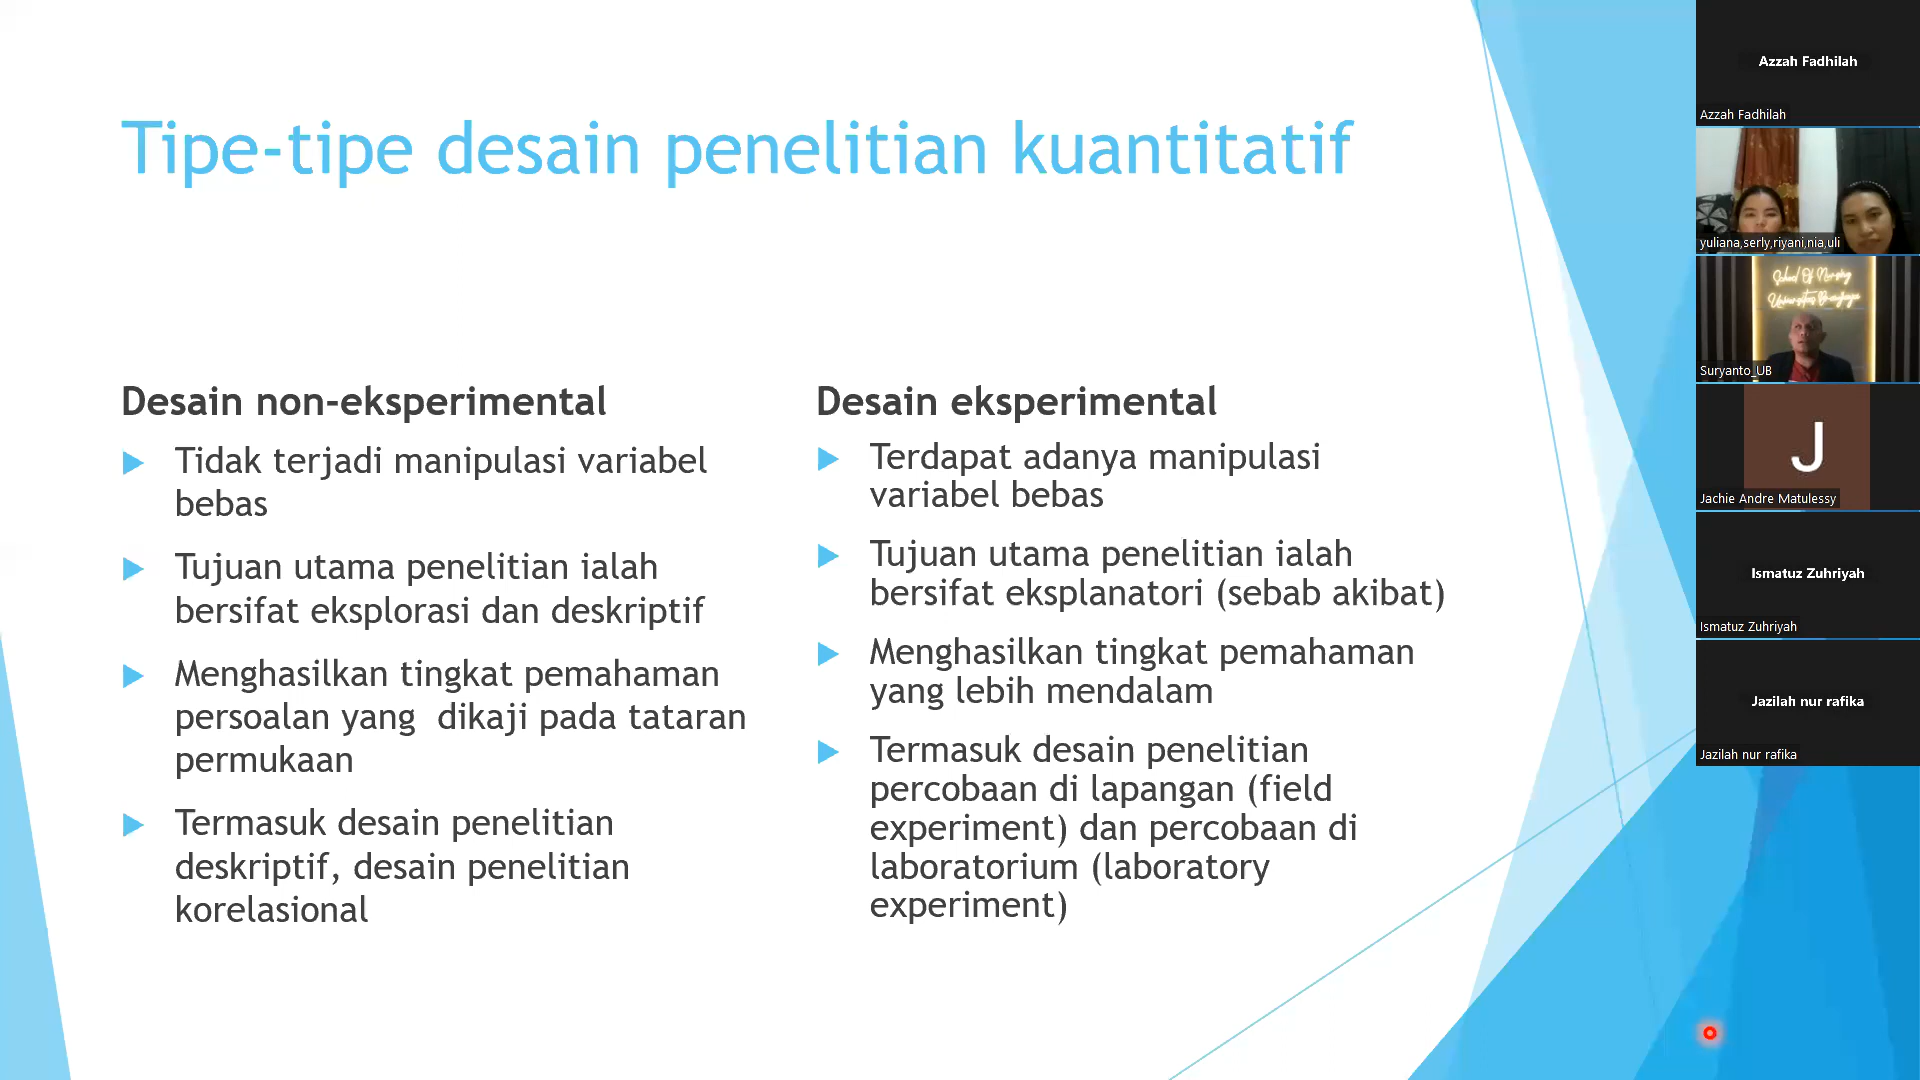 Tipe-tipe desain penelitian kuantitatif
Desain non-eksperimental
Tidak terjadi manipulasi variabel
bebas
Tujuan utama penelitian ialah
bersifat eksplorasi dan deskriptif
Menghasilkan tingkat pemahaman
persoalan yang  dikaji pada tataran
permukaan
Termasuk desain penelitian
deskriptif, desain penelitian
korelasional
Desain eksperimental
Terdapat adanya manipulasi
variabel bebas
Tujuan utama penelitian ialah
bersifat eksplanatori (sebab akibat)
Menghasilkan tingkat pemahaman
yang lebih mendalam
Termasuk desain penelitian
percobaan di lapangan (field
experiment) dan percobaan di
laboratorium (laboratory
experiment)
Azzah Fadhilah
Azzah Fadhilah
yuliana,serly,riyani,nia,uli
School Of Nursing
Universitas Brawijaya
Suryanto_UB
J
Jachie Andre Matulessy
Ismatuz Zuhriyah
Ismatuz Zuhriyah
Jazilah nur rafika
Jazilah nur rafika